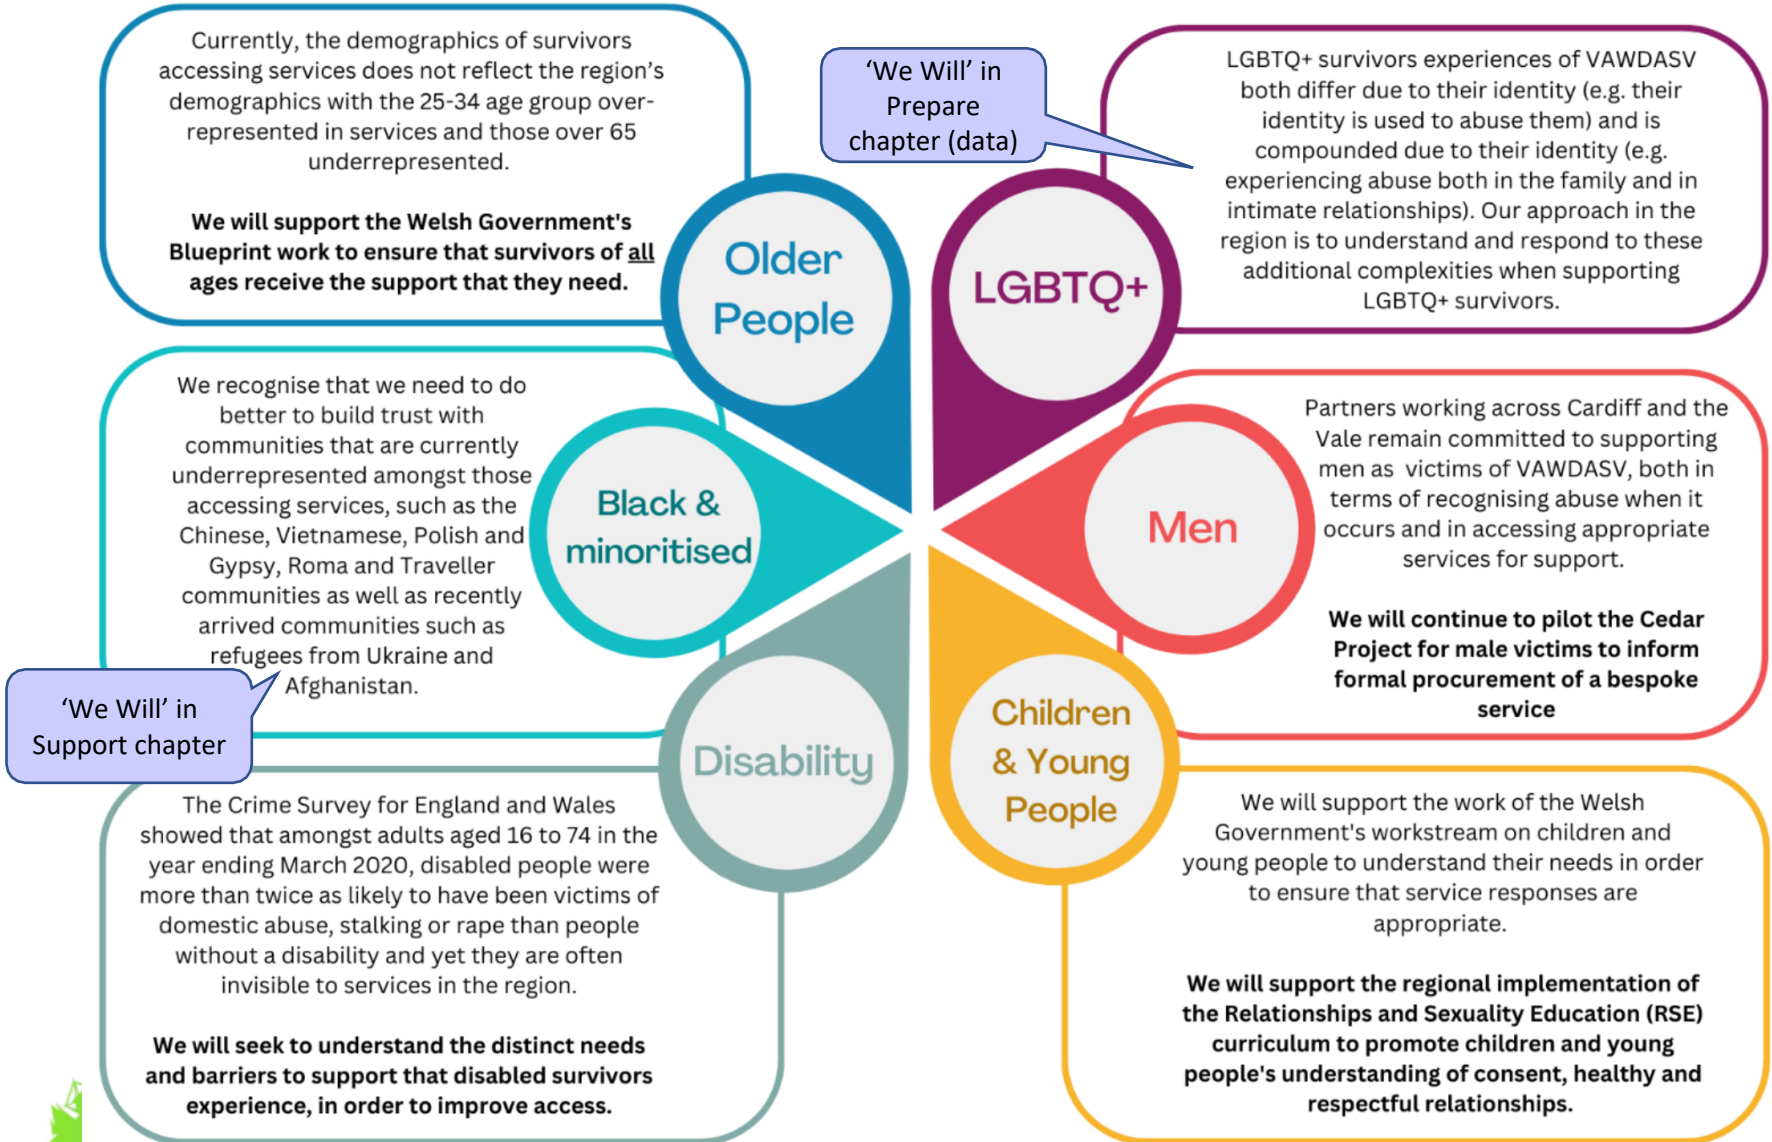 Currently, the demographics of survivors
accessing services does not reflect the region's
demographics with the 25-34 age group over-
represented in services and those over 65
underrepresented.
We will support the Welsh Government's
Blueprint work to ensure that survivors of all
ages receive the support that they need.
Older
People
'We Will' in
Prepare
chapter (data)
LGBTQ+
LGBTQ+ survivors experiences of VAWDASV
both differ due to their identity (e.g. their
identity is used to abuse them) and is
compounded due to their identity (e.g.
experiencing abuse both in the family and in
intimate relationships). Our approach in the
region is to understand and respond to these
additional complexities when supporting
LGBTQ+ survivors.
We recognise that we need to do
better to build trust with
communities that are currently
underrepresented amongst those
accessing services, such as the
Chinese, Vietnamese, Polish and
Gypsy, Roma and Traveller
communities as well as recently
arrived communities such as
refugees from Ukraine and
Afghanistan.
'We Will' in
Support chapter
Black &
minoritised
Men
Partners working across Cardiff and the
Vale remain committed to supporting
men as victims of VAWDASV, both in
terms of recognising abuse when it
occurs and in accessing appropriate
services for support.
We will continue to pilot the Cedar
Project for male victims to inform
formal procurement of a bespoke
service
Disability
The Crime Survey for England and Wales
showed that amongst adults aged 16 to 74 in the
year ending March 2020, disabled people were
more than twice as likely to have been victims of
domestic abuse, stalking or rape than people
without a disability and yet they are often
invisible to services in the region.
We will seek to understand the distinct needs
and barriers to support that disabled survivors
experience, in order to improve access.
Children
& Young
People
We will support the work of the Welsh
Government's workstream on children and
young people to understand their needs in order
to ensure that service responses are
appropriate.
We will support the regional implementation of
the Relationships and Sexuality Education (RSE)
curriculum to promote children and young
people's understanding of consent, healthy and
respectful relationships.